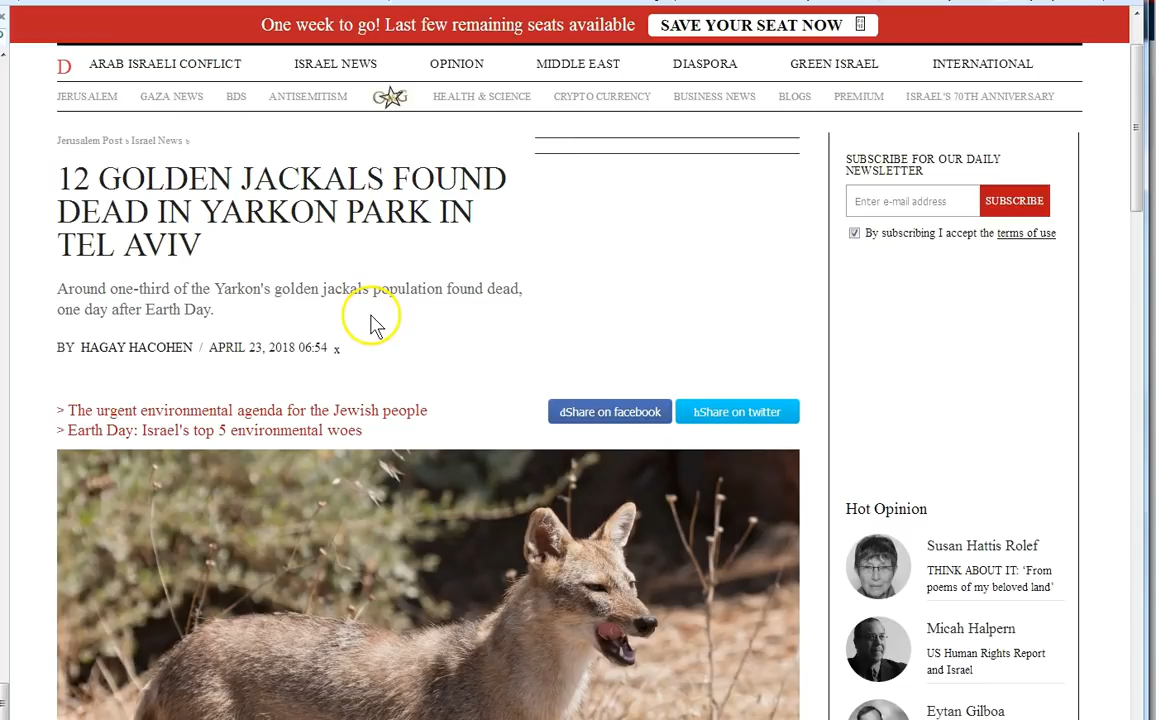 One week to go! Last few remaining seats available SAVE YOUR SEAT NOW
D ARAB ISRAELI CONFLICT ISRAEL NEWS OPINION MIDDLE EAST DIASPORA GREEN ISRAEL INTERNATIONAL
JERUSALEM GAZA NEWS BDS ANTISEMITISM HEALTH & SCIENCE CRYPTO CURRENCY BUSINESS NEWS BLOGS PREMIUM ISRAEL'S 70TH ANNIVERSARY
Jerusalem Post Israel News
12 GOLDEN JACKALS FOUND
DEAD IN YARKON PARK IN
TEL AVIV
Around one-third of the Yarkon's golden jackals population found dead,
one day after Earth Day.
BY HAGAY HACOHEN / APRIL 23, 2018 06:54 x
> The urgent environmental agenda for the Jewish people
> Earth Day: Israel's top 5 environmental woes
dShare on facebook hShare on twitter
SUBSCRIBE FOR OUR DAILY
NEWSLETTER
Enter e-mail address SUBSCRIBE
By subscribing I accept the terms of use
Hot Opinion
Susan Hattis Rolef
THINK ABOUT IT: ‘From
poems of my beloved land’
Micah Halpern
US Human Rights Report
and Israel
Eytan Gilboa